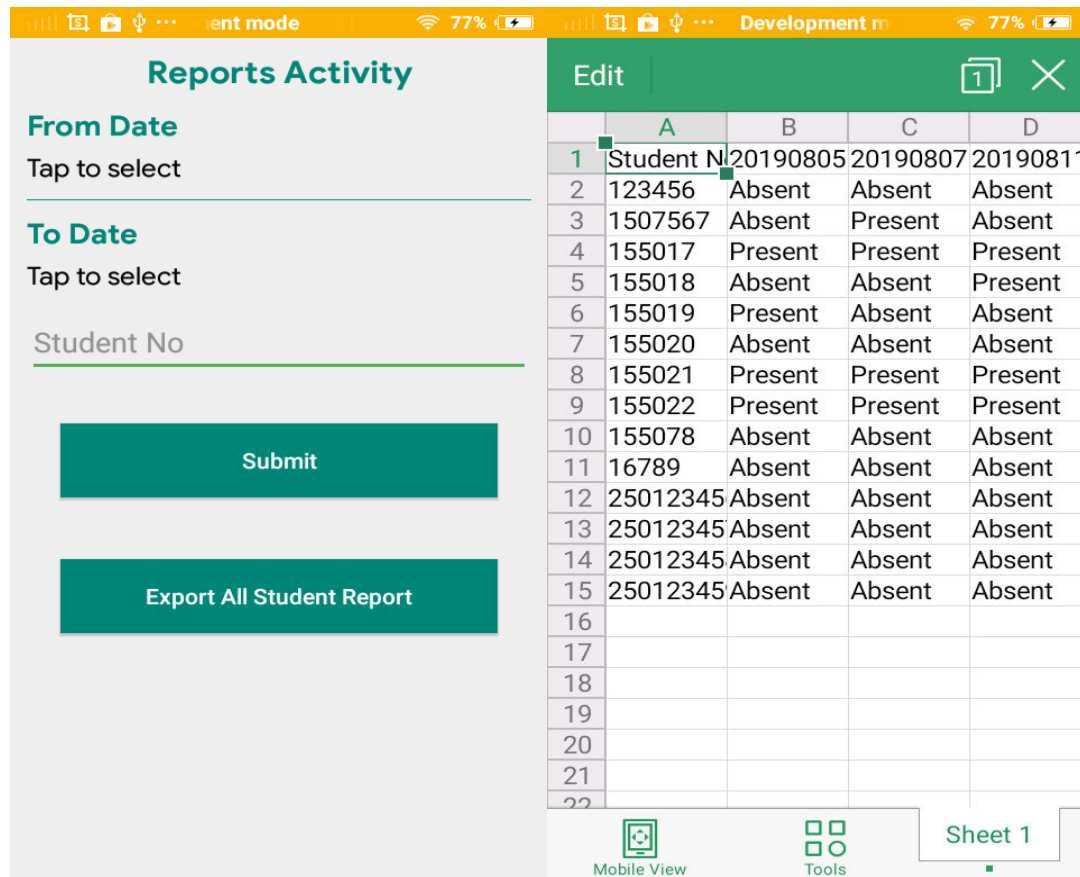 ent mode 77%
Reports Activity
From Date
Tap to select
To Date
Tap to select
Student No
Submit
Export All Student Report
Development m 77%
Edit 1
A B C D
1 Student N 20190805 20190807 2019081
2 123456 Absent Absent Absent
3 1507567 Absent Present Absent
4 155017 Present Present Present
5 155018 Absent Absent Present
6 155019 Present Absent Absent
7 155020 Absent Absent Absent
8 155021 Present Present Present
9 155022 Present Present Present
10 155078 Absent Absent Absent
11 16789 Absent Absent Absent
12 25012345 Absent Absent Absent
13 25012345 Absent Absent Absent
14 25012345 Absent Absent Absent
15 25012345 Absent Absent Absent
16
17
18
19
20
21
22
Mobile View Tools Sheet 1